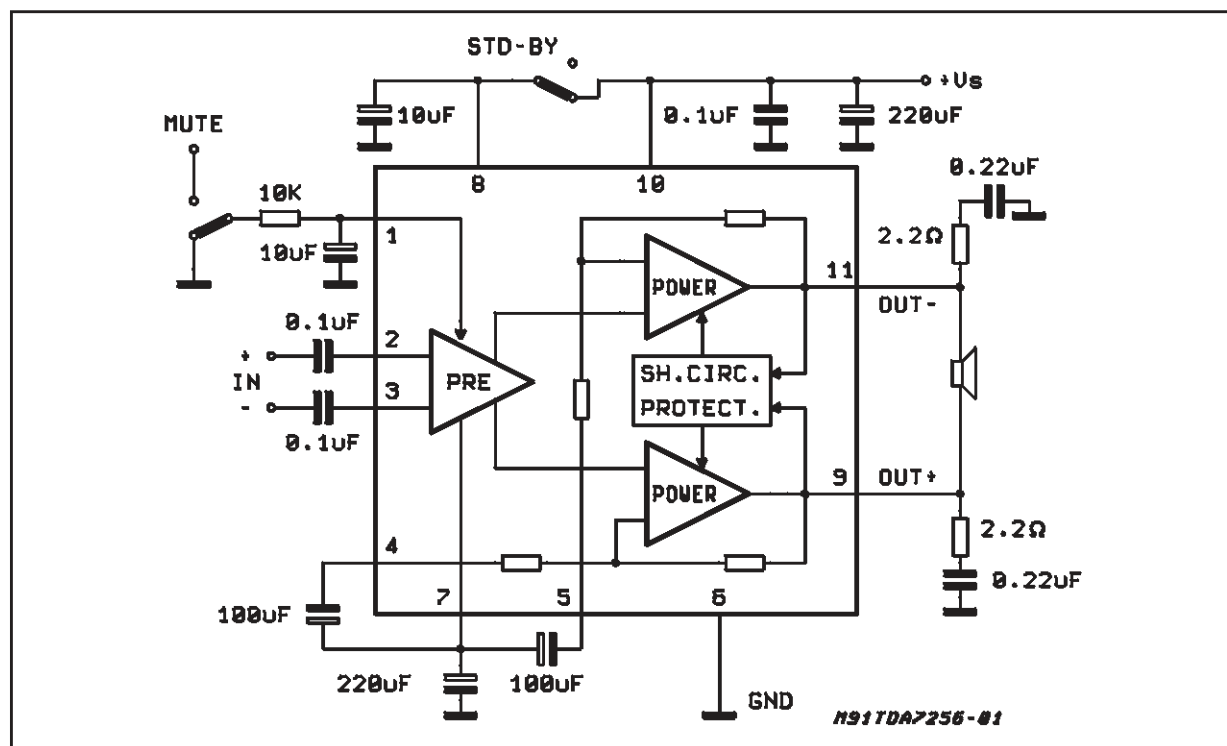 STD-BY
+Vs
10uF
0.1uF
220uF
MUTE
0.22uF
8
10
10K
1
2.2Ω
10uF
11
POWER
OUT-
0.1uF
2
+
IN
PRE
SH.CIRC.
PROTECT.
-
3
0.1uF
9
OUT+
POWER
2.2Ω
4
0.22uF
7
5
6
100uF
220uF
100uF
GND
M91TDA7256-01